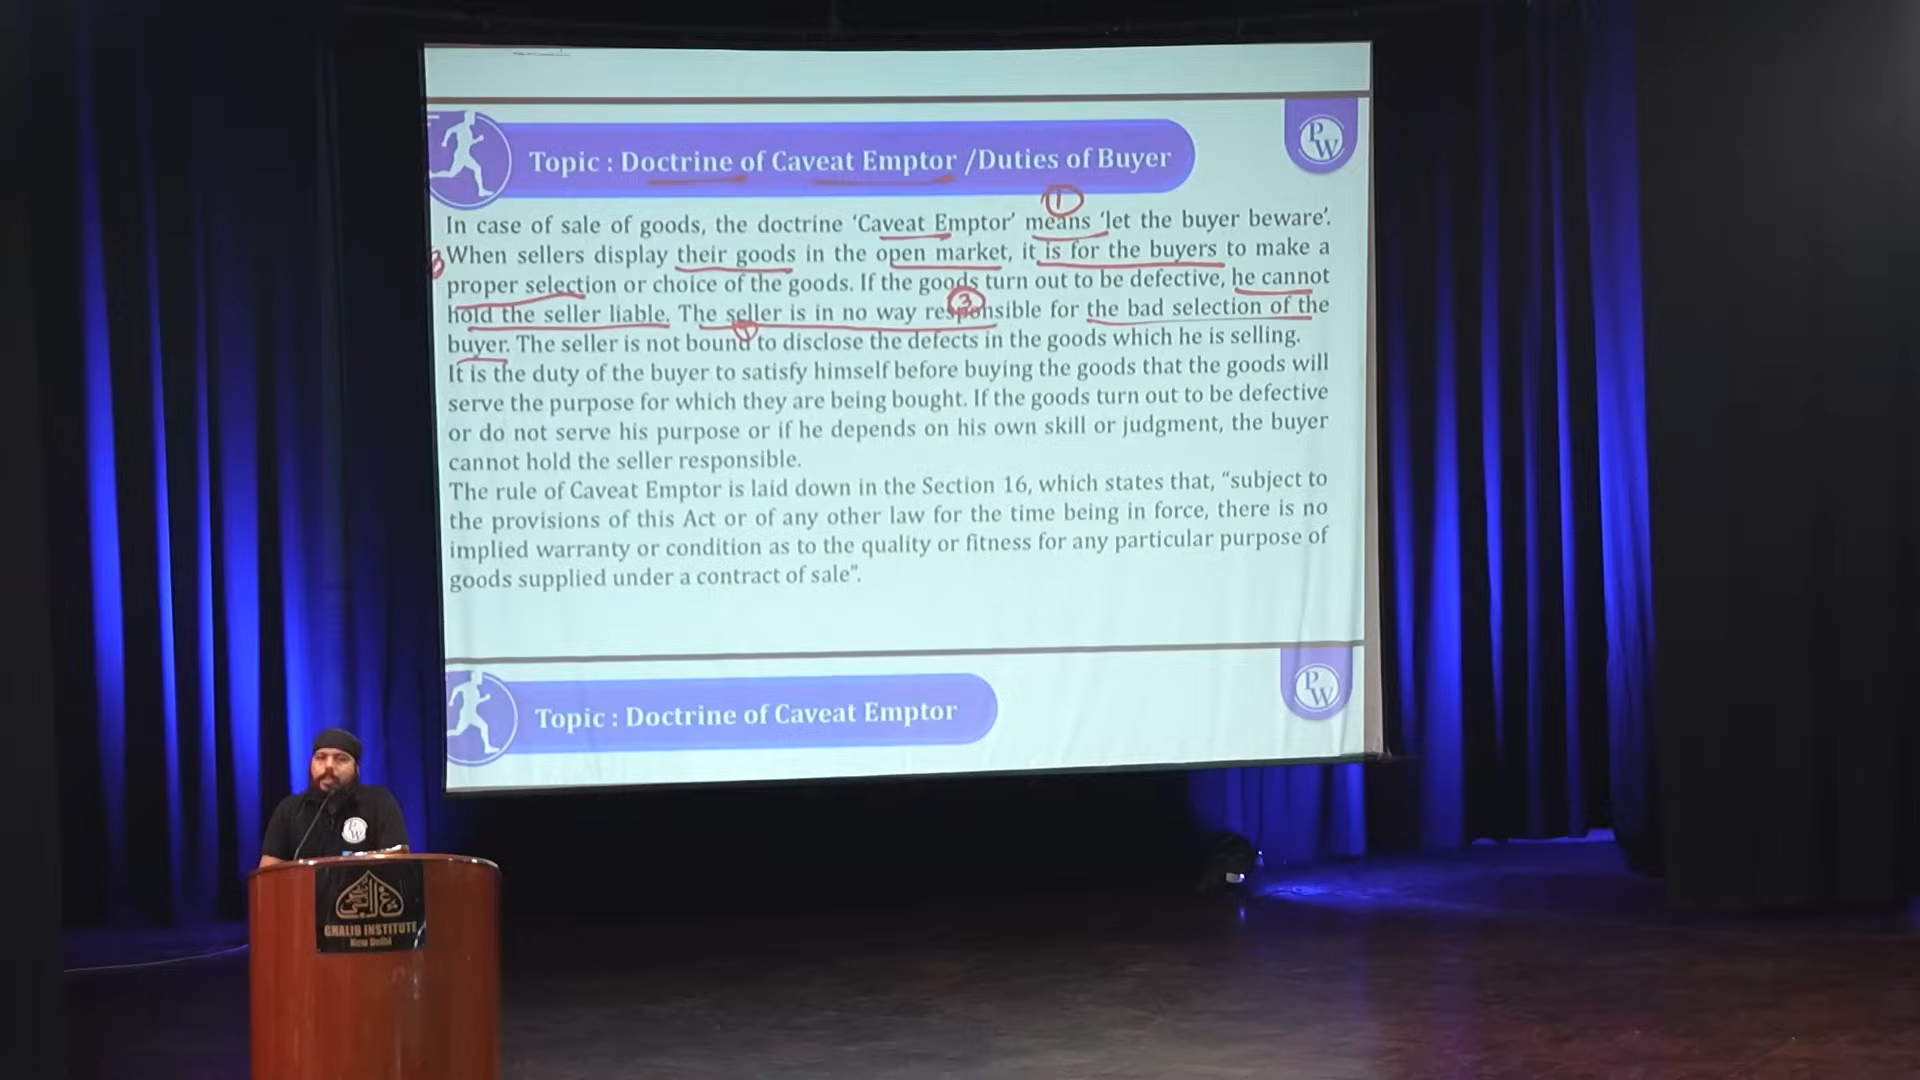 Topic : Doctrine of Caveat Emptor /Duties of Buyer
PW
1
In case of sale of goods, the doctrine ‘Caveat Emptor’ means ‘let the buyer beware’.
When sellers display their goods in the open market, it is for the buyers to make a
proper selection or choice of the goods. If the goods turn out to be defective, he cannot
3
hold the seller liable. The seller is in no way responsible for the bad selection of the
buyer. The seller is not bound to disclose the defects in the goods which he is selling.
It is the duty of the buyer to satisfy himself before buying the goods that the goods will
serve the purpose for which they are being bought. If the goods turn out to be defective
or do not serve his purpose or if he depends on his own skill or judgment, the buyer
cannot hold the seller responsible.
The rule of Caveat Emptor is laid down in the Section 16, which states that, “subject to
the provisions of this Act or of any other law for the time being in force, there is no
implied warranty or condition as to the quality or fitness for any particular purpose of
goods supplied under a contract of sale”.
Topic : Doctrine of Caveat Emptor
PW
PW
GHALIB INSTITUTE
New Delhi